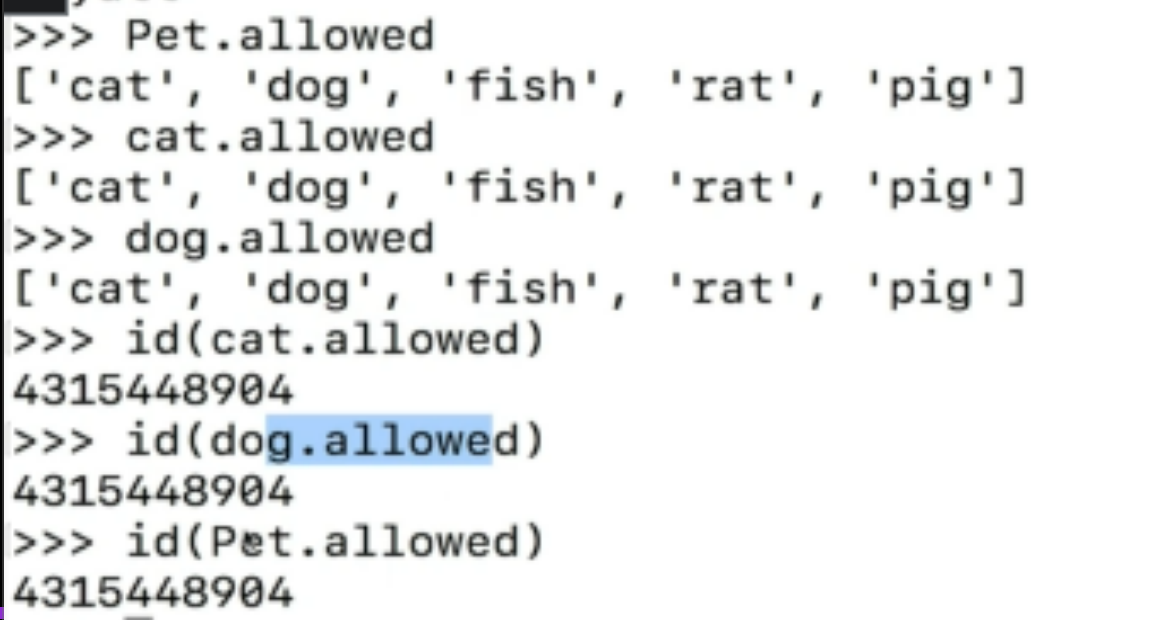 >>> Pet.allowed
['cat', 'dog', 'fish', 'rat', 'pig']
>>> cat.allowed
['cat', 'dog', 'fish', 'rat', 'pig']
>>> dog.allowed
['cat', 'dog', 'fish', 'rat', 'pig']
>>> id(cat.allowed)
4315448904
>>> id(dog.allowed)
4315448904
>>> id(Pet.allowed)
4315448904